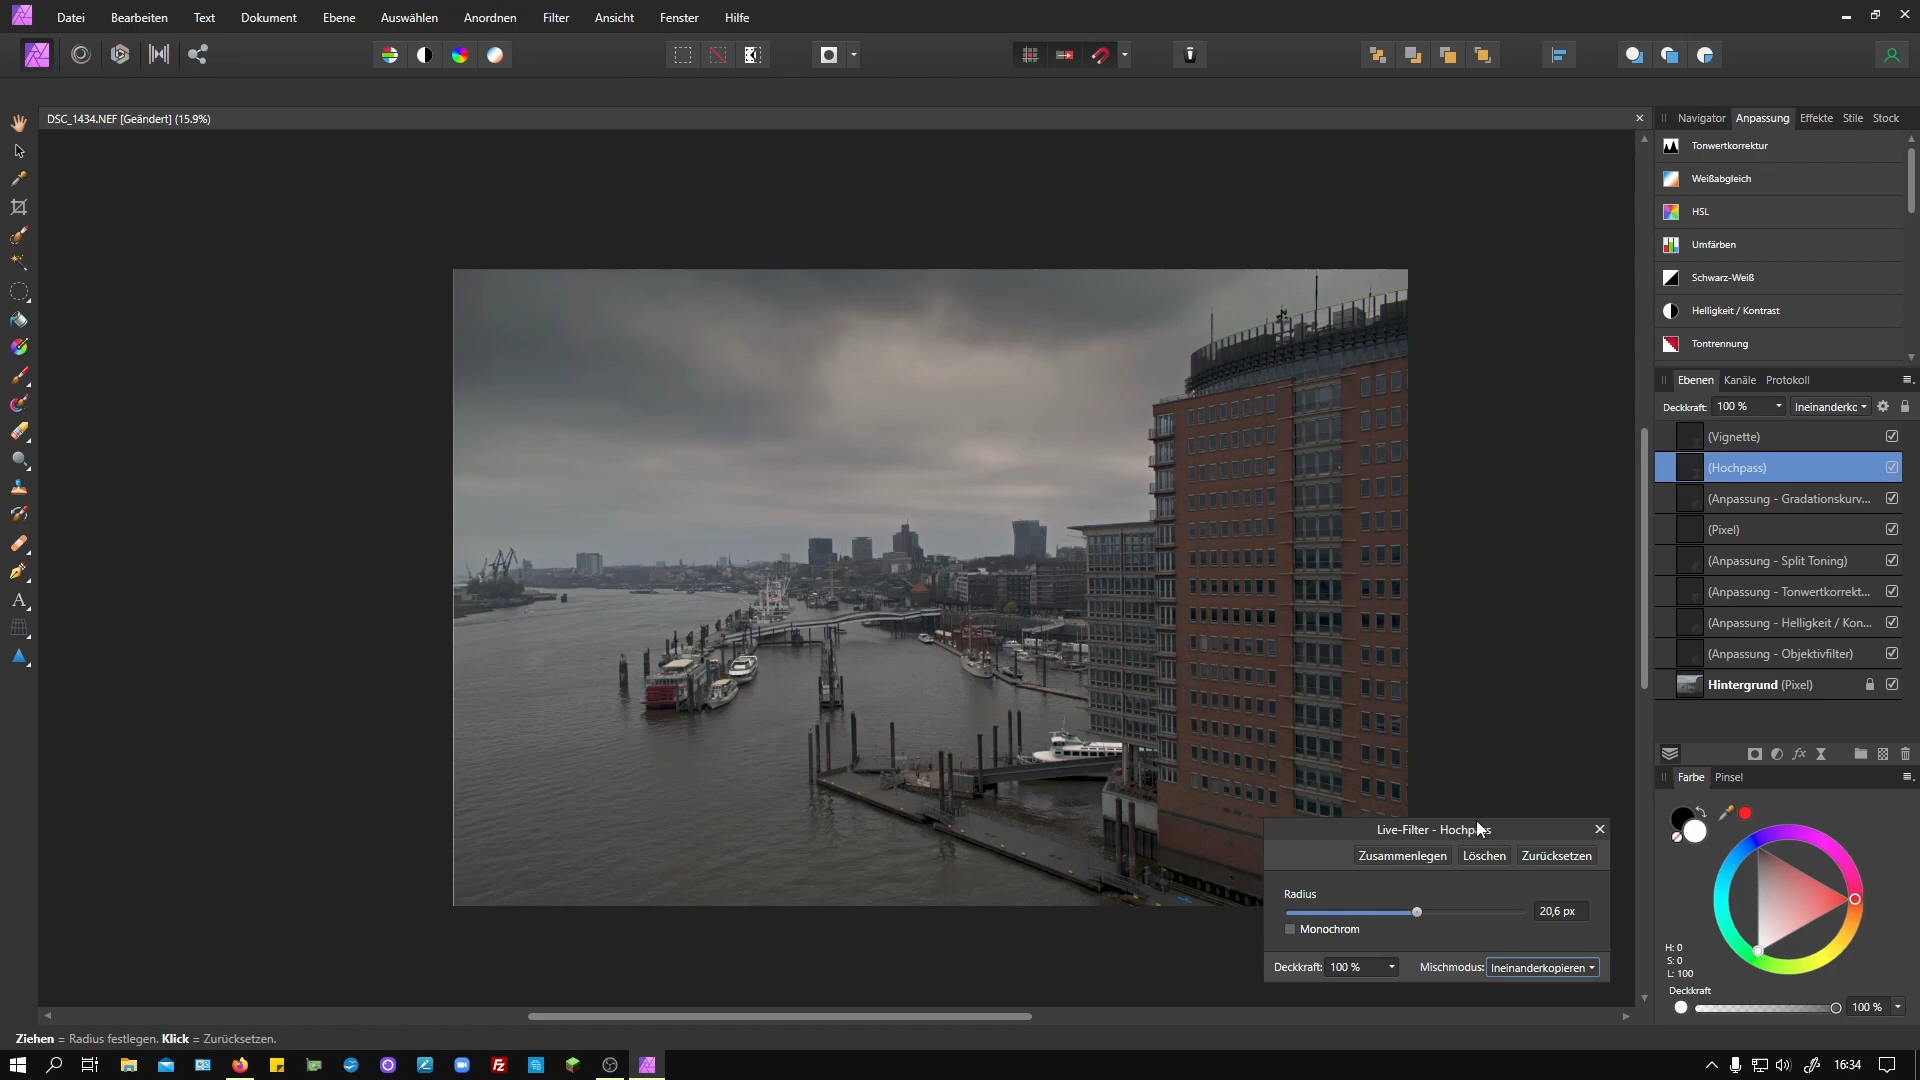 Datei Bearbeiten Text Dokument Ebene Auswählen Anordnen Filter Ansicht Fenster Hilfe
DSC_1434.NEF [Geändert] (15.9%)
Navigator Anpassung Effekte Stile Stock
Tonwertkorrektur
Weißabgleich
HSL
Umfärben
Schwarz-Weiß
Helligkeit / Kontrast
Tontrennung
Ebenen Kanäle Protokoll
Deckkraft: 100 % Ineinanderkc
(Vignette)
(Hochpass)
(Anpassung - Gradationskurv...
(Pixel)
(Anpassung - Split Toning)
(Anpassung - Tonwertkorrekt...
(Anpassung - Helligkeit / Kon...
(Anpassung - Objektivfilter)
Hintergrund (Pixel)
Farbe Pinsel
H: 0
S: 0
L: 100
Deckkraft
100 %
Live-Filter - Hochpass
Zusammenlegen Löschen Zurücksetzen
Radius
20,6 px
Monochrom
Deckkraft: 100 % Mischmodus: Ineinanderkopieren
Ziehen = Radius festlegen. Klick = Zurücksetzen.
16:34